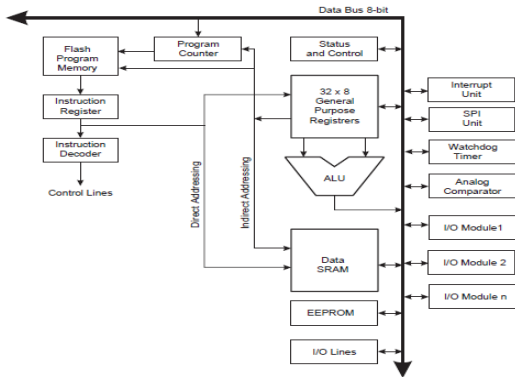 Data Bus 8-bit
Flash
Program
Memory
Program
Counter
Status
and Control
Instruction
Register
32 x 8
General
Purpose
Registrers
Interrupt
Unit
SPI
Unit
Instruction
Decoder
Watchdog
Timer
Control Lines
Direct Addressing
Indirect Addressing
ALU
Analog
Comparator
I/O Module1
Data
SRAM
I/O Module 2
I/O Module n
EEPROM
I/O Lines